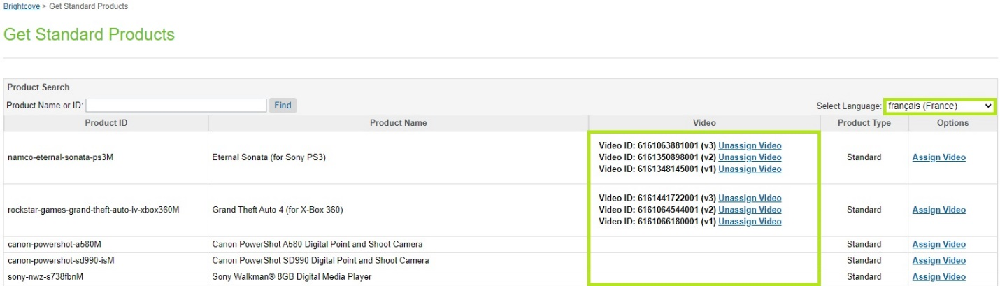 Brightcove > Get Standard Products
Get Standard Products
Product Search
Product Name or ID: Find Select Language: français (France)
Product ID Product Name Video Product Type Options
namco-eternal-sonata-ps3M Eternal Sonata (for Sony PS3) Video ID: 6161063881001 (v3) Unassign Video Standard Assign Video
Video ID: 6161350898001 (v2) Unassign Video
Video ID: 6161348145001 (v1) Unassign Video
rockstar-games-grand-theft-auto-iv-xbox360M Grand Theft Auto 4 (for X-Box 360) Video ID: 6161441722001 (v3) Unassign Video Standard Assign Video
Video ID: 6161064544001 (v2) Unassign Video
Video ID: 6161066180001 (v1) Unassign Video
canon-powershot-a580M Canon PowerShot A580 Digital Point and Shoot Camera Standard Assign Video
canon-powershot-sd990-isM Canon PowerShot SD990 Digital Point and Shoot Camera Standard Assign Video
sony-nwz-s738fbnM Sony Walkman® 8GB Digital Media Player Standard Assign Video